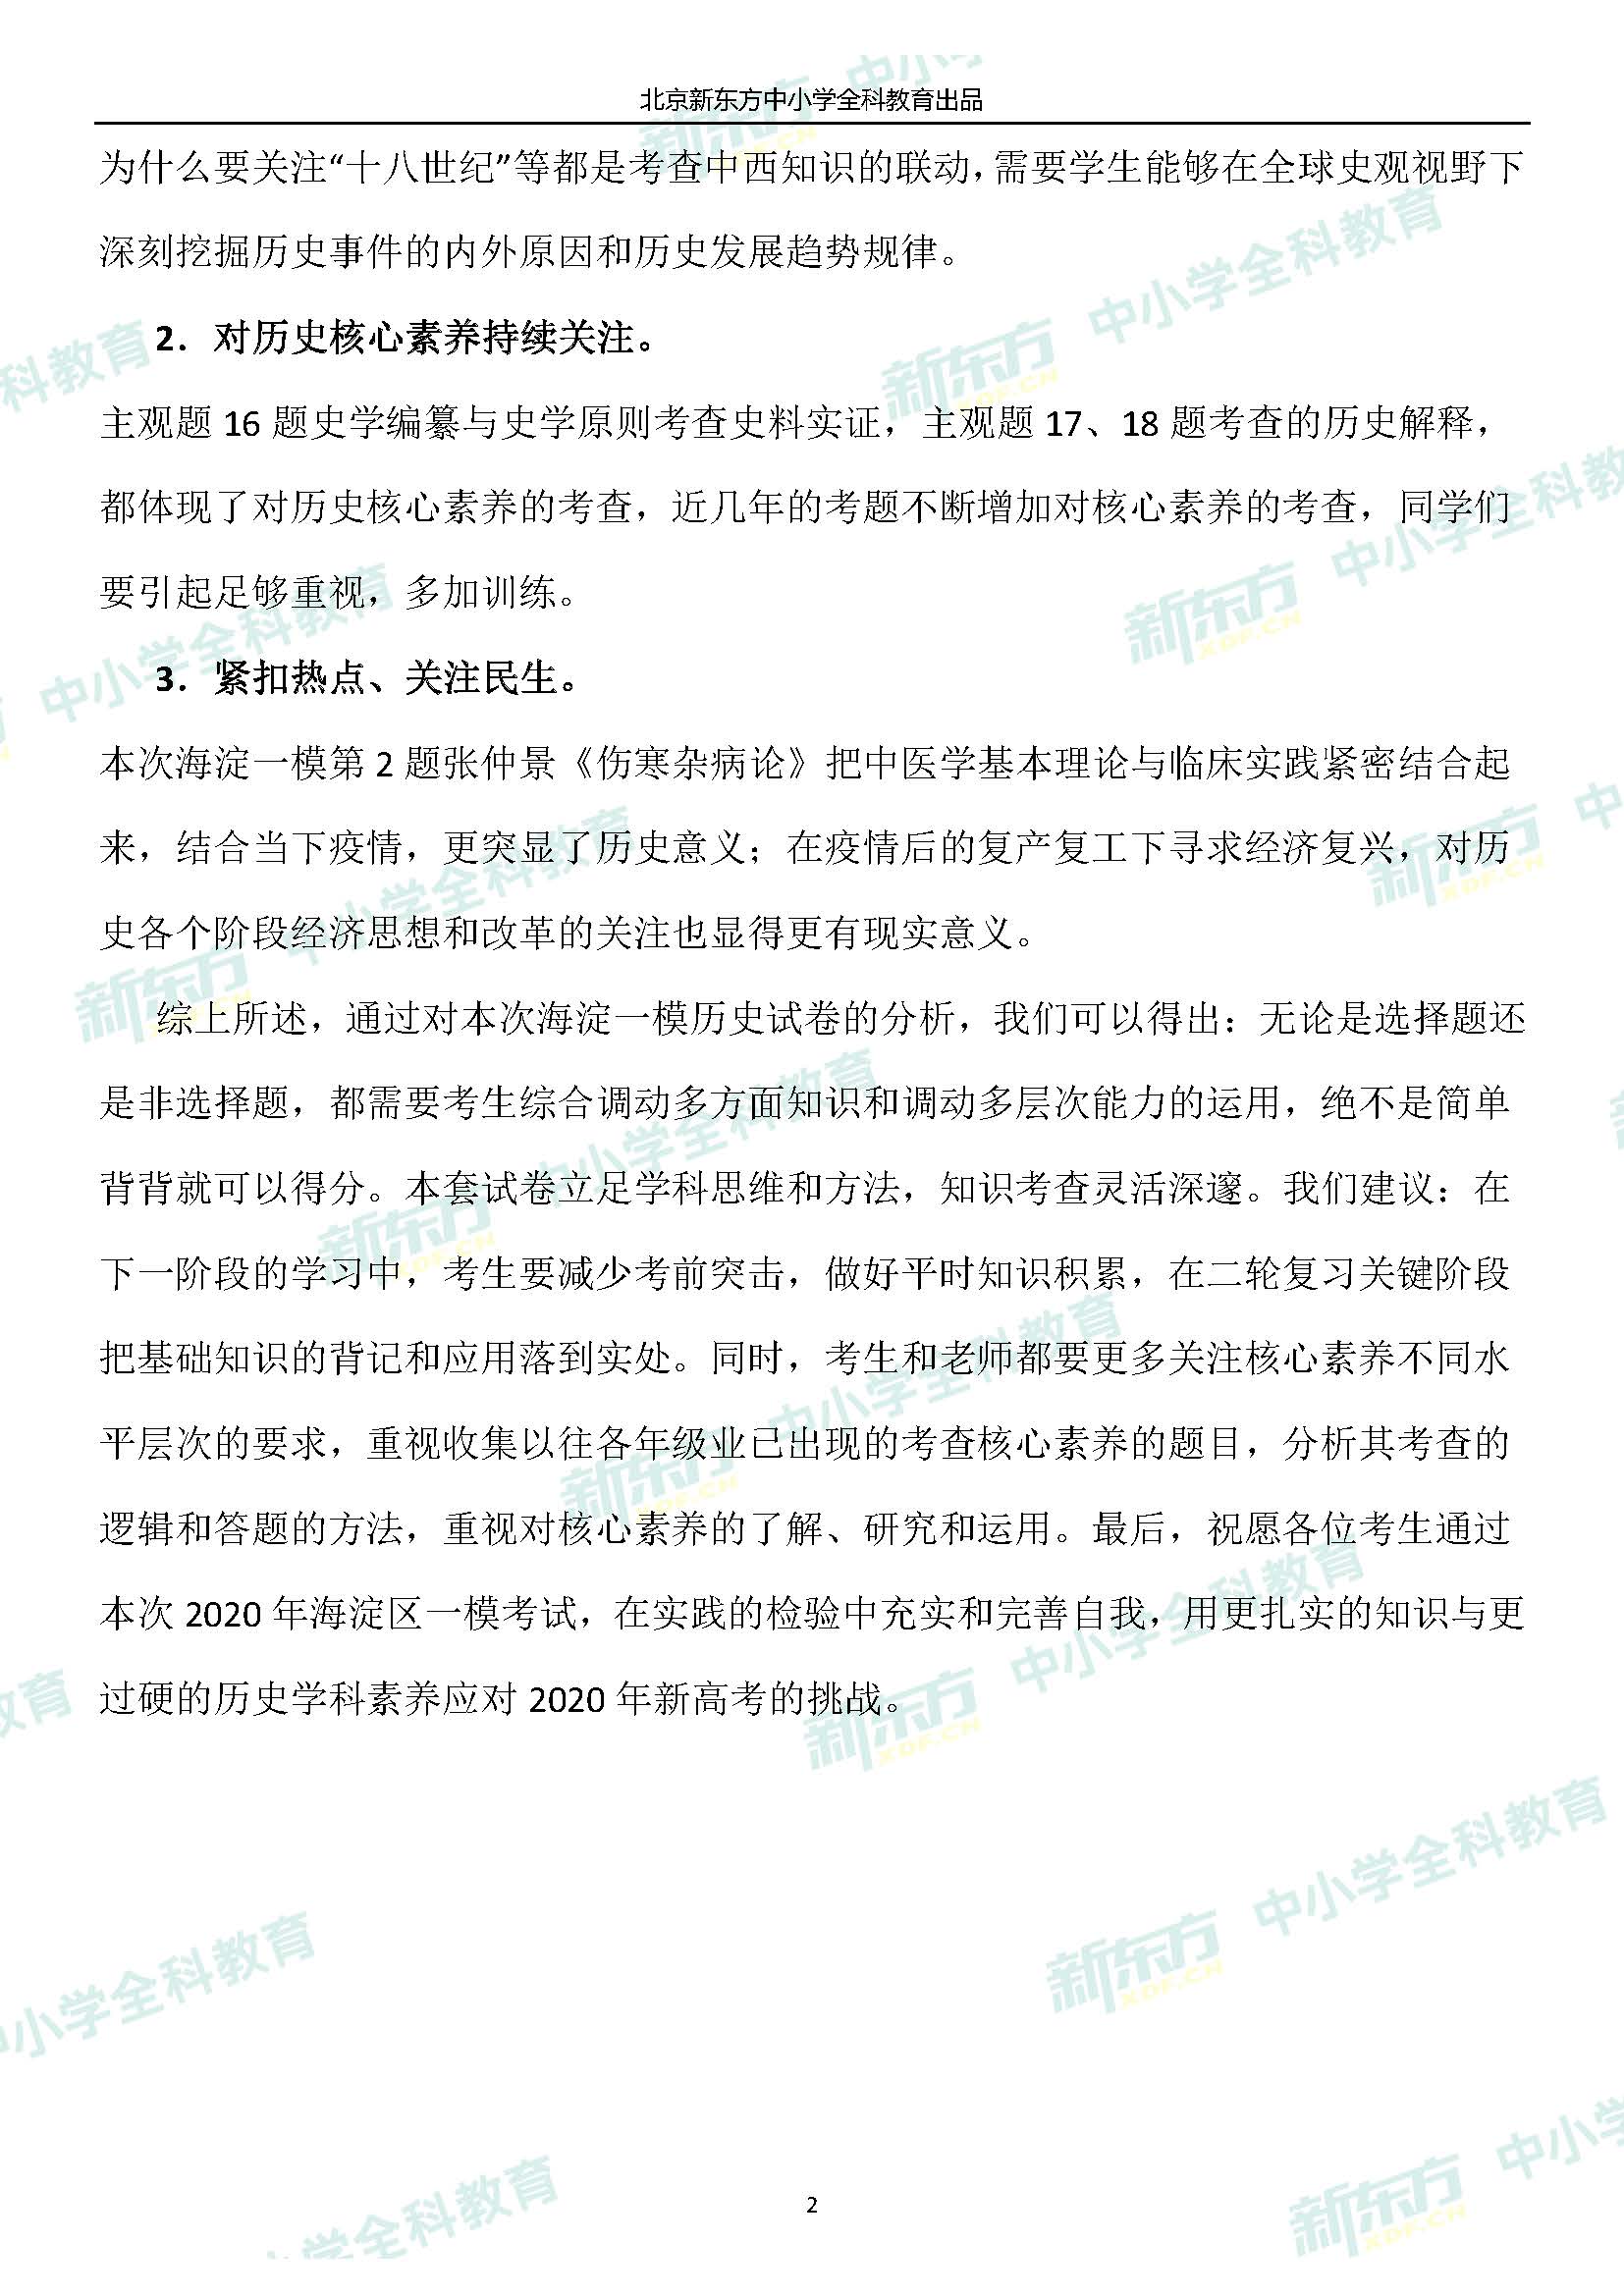 北京新东方中小学全科教育出品
为什么要关注“十八世纪”等都是考查中西知识的联动，需要学生能够在全球史观视野下
深刻挖掘历史事件的内外原因和历史发展趋势规律。
2．对历史核心素养持续关注。
主观题 16 题史学编纂与史学原则考查史料实证，主观题 17、18 题考查的历史解释，
都体现了对历史核心素养的考查，近几年的考题不断增加对核心素养的考查，同学们
要引起足够重视，多加训练。
3．紧扣热点、关注民生。
本次海淀一模第 2 题张仲景《伤寒杂病论》把中医学基本理论与临床实践紧密结合起
来，结合当下疫情，更突显了历史意义；在疫情后的复产复工下寻求经济复兴，对历
史各个阶段经济思想和改革的关注也显得更有现实意义。
综上所述，通过对本次海淀一模历史试卷的分析，我们可以得出：无论是选择题还
是非选择题，都需要考生综合调动多方面知识和调动多层次能力的运用，绝不是简单
背背就可以得分。本套试卷立足学科思维和方法，知识考查灵活深邃。我们建议：在
下一阶段的学习中，考生要减少考前突击，做好平时知识积累，在二轮复习关键阶段
把基础知识的背记和应用落到实处。同时，考生和老师都要更多关注核心素养不同水
平层次的要求，重视收集以往各年级业已出现的考查核心素养的题目，分析其考查的
逻辑和答题的方法，重视对核心素养的了解、研究和运用。最后，祝愿各位考生通过
本次 2020 年海淀区一模考试，在实践的检验中充实和完善自我，用更扎实的知识与更
过硬的历史学科素养应对 2020 年新高考的挑战。
2
新东方 XDF.CN 中小学全科教育